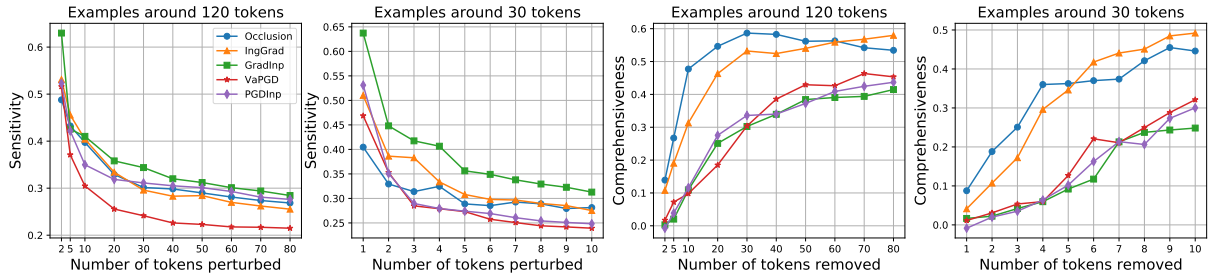 Examples around 120 tokens
Sensitivity
0.6
0.5
0.4
0.3
0.2
2 5 10 20 30 40 50 60 70 80
Number of tokens perturbed
Occlusion
IngGrad
GradInp
VaPGD
PGDInp
Examples around 30 tokens
Sensitivity
0.65
0.60
0.55
0.50
0.45
0.40
0.35
0.30
0.25
1 2 3 4 5 6 7 8 9 10
Number of tokens perturbed
Examples around 120 tokens
Comprehensiveness
0.6
0.5
0.4
0.3
0.2
0.1
0.0
2 5 10 20 30 40 50 60 70 80
Number of tokens removed
Examples around 30 tokens
Comprehensiveness
0.5
0.4
0.3
0.2
0.1
0.0
1 2 3 4 5 6 7 8 9 10
Number of tokens removed